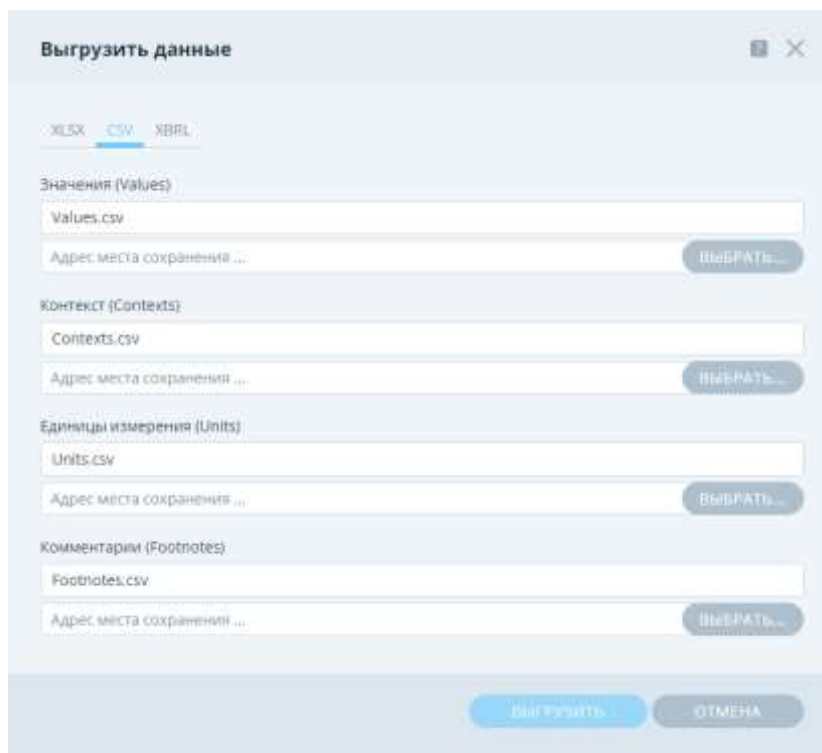 Выгрузить данные ?
XLSX CSV XBRL
Значения (Values)
Values.csv
Адрес места сохранения ... ВЫБРАТЬ...
Контекст (Contexts)
Contexts.csv
Адрес места сохранения ... ВЫБРАТЬ...
Единицы измерения (Units)
Units.csv
Адрес места сохранения ... ВЫБРАТЬ...
Комментарии (Footnotes)
Footnotes.csv
Адрес места сохранения ... ВЫБРАТЬ...
ВЫГРУЗИТЬ ОТМЕНА